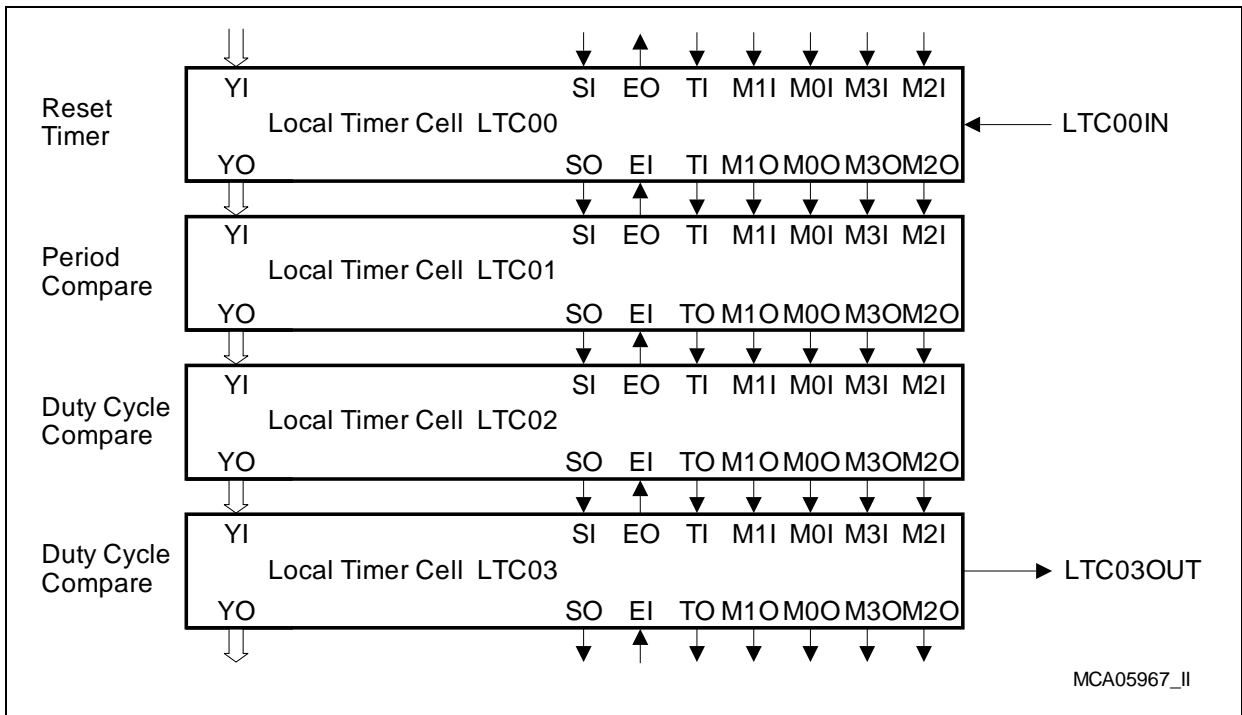 YI SI EO TI M1I M0I M3I M2I
Reset
Timer
Local Timer Cell LTC00
LTC00IN
YO SO EI TI M1O M0O M3O M2O
YI SI EO TI M1I M0I M3I M2I
Period
Compare
Local Timer Cell LTC01
YO SO EI TO M1O M0O M3O M2O
YI SI EO TI M1I M0I M3I M2I
Duty Cycle
Compare
Local Timer Cell LTC02
YO SO EI TO M1O M0O M3O M2O
YI SI EO TI M1I M0I M3I M2I
Duty Cycle
Compare
Local Timer Cell LTC03
LTC03OUT
YO SO EI TO M1O M0O M3O M2O
MCA05967_II